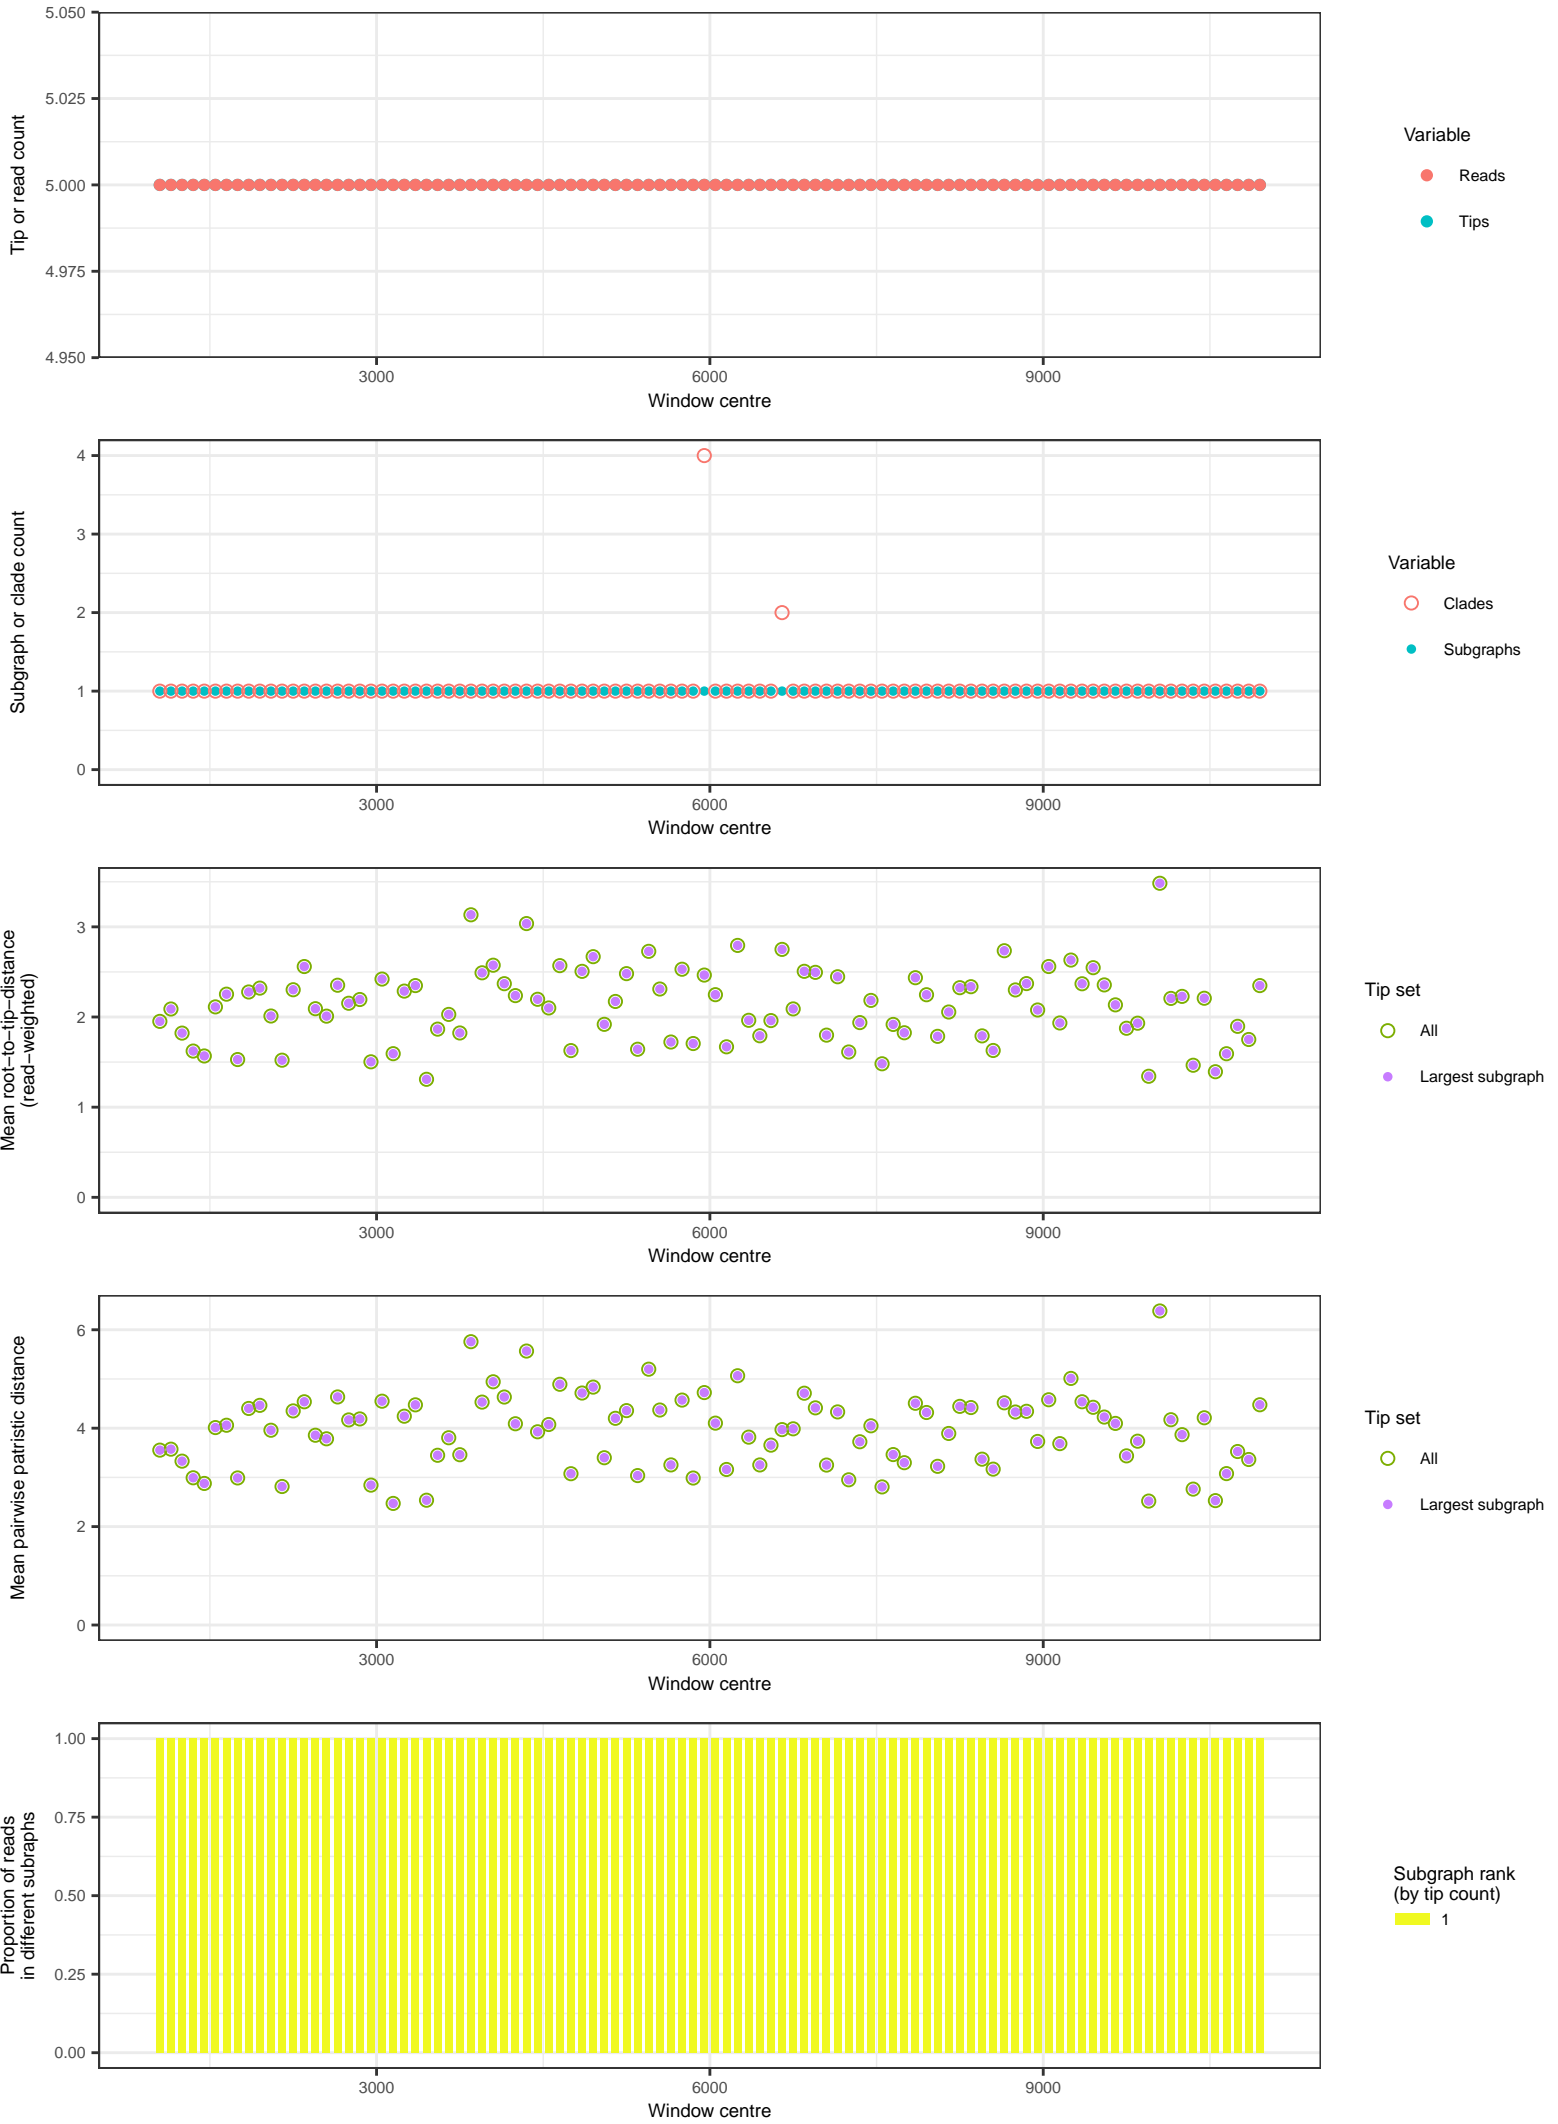 5.050
5.025
5.000
4.975
4.950
Tip or read count
3000
6000
9000
Window centre
Variable
Reads
Tips
4
3
2
1
0
Subgraph or clade count
3000
6000
9000
Window centre
Variable
Clades
Subgraphs
3
2
1
0
Mean root−to−tip−distance
(read−weighted)
3000
6000
9000
Window centre
Tip set
All
Largest subgraph
6
4
2
0
Mean pairwise patristic distance
3000
6000
9000
Window centre
Tip set
All
Largest subgraph
1.00
0.75
0.50
0.25
0.00
Proportion of reads
in different subraphs
3000
6000
9000
Window centre
Subgraph rank
(by tip count)
1